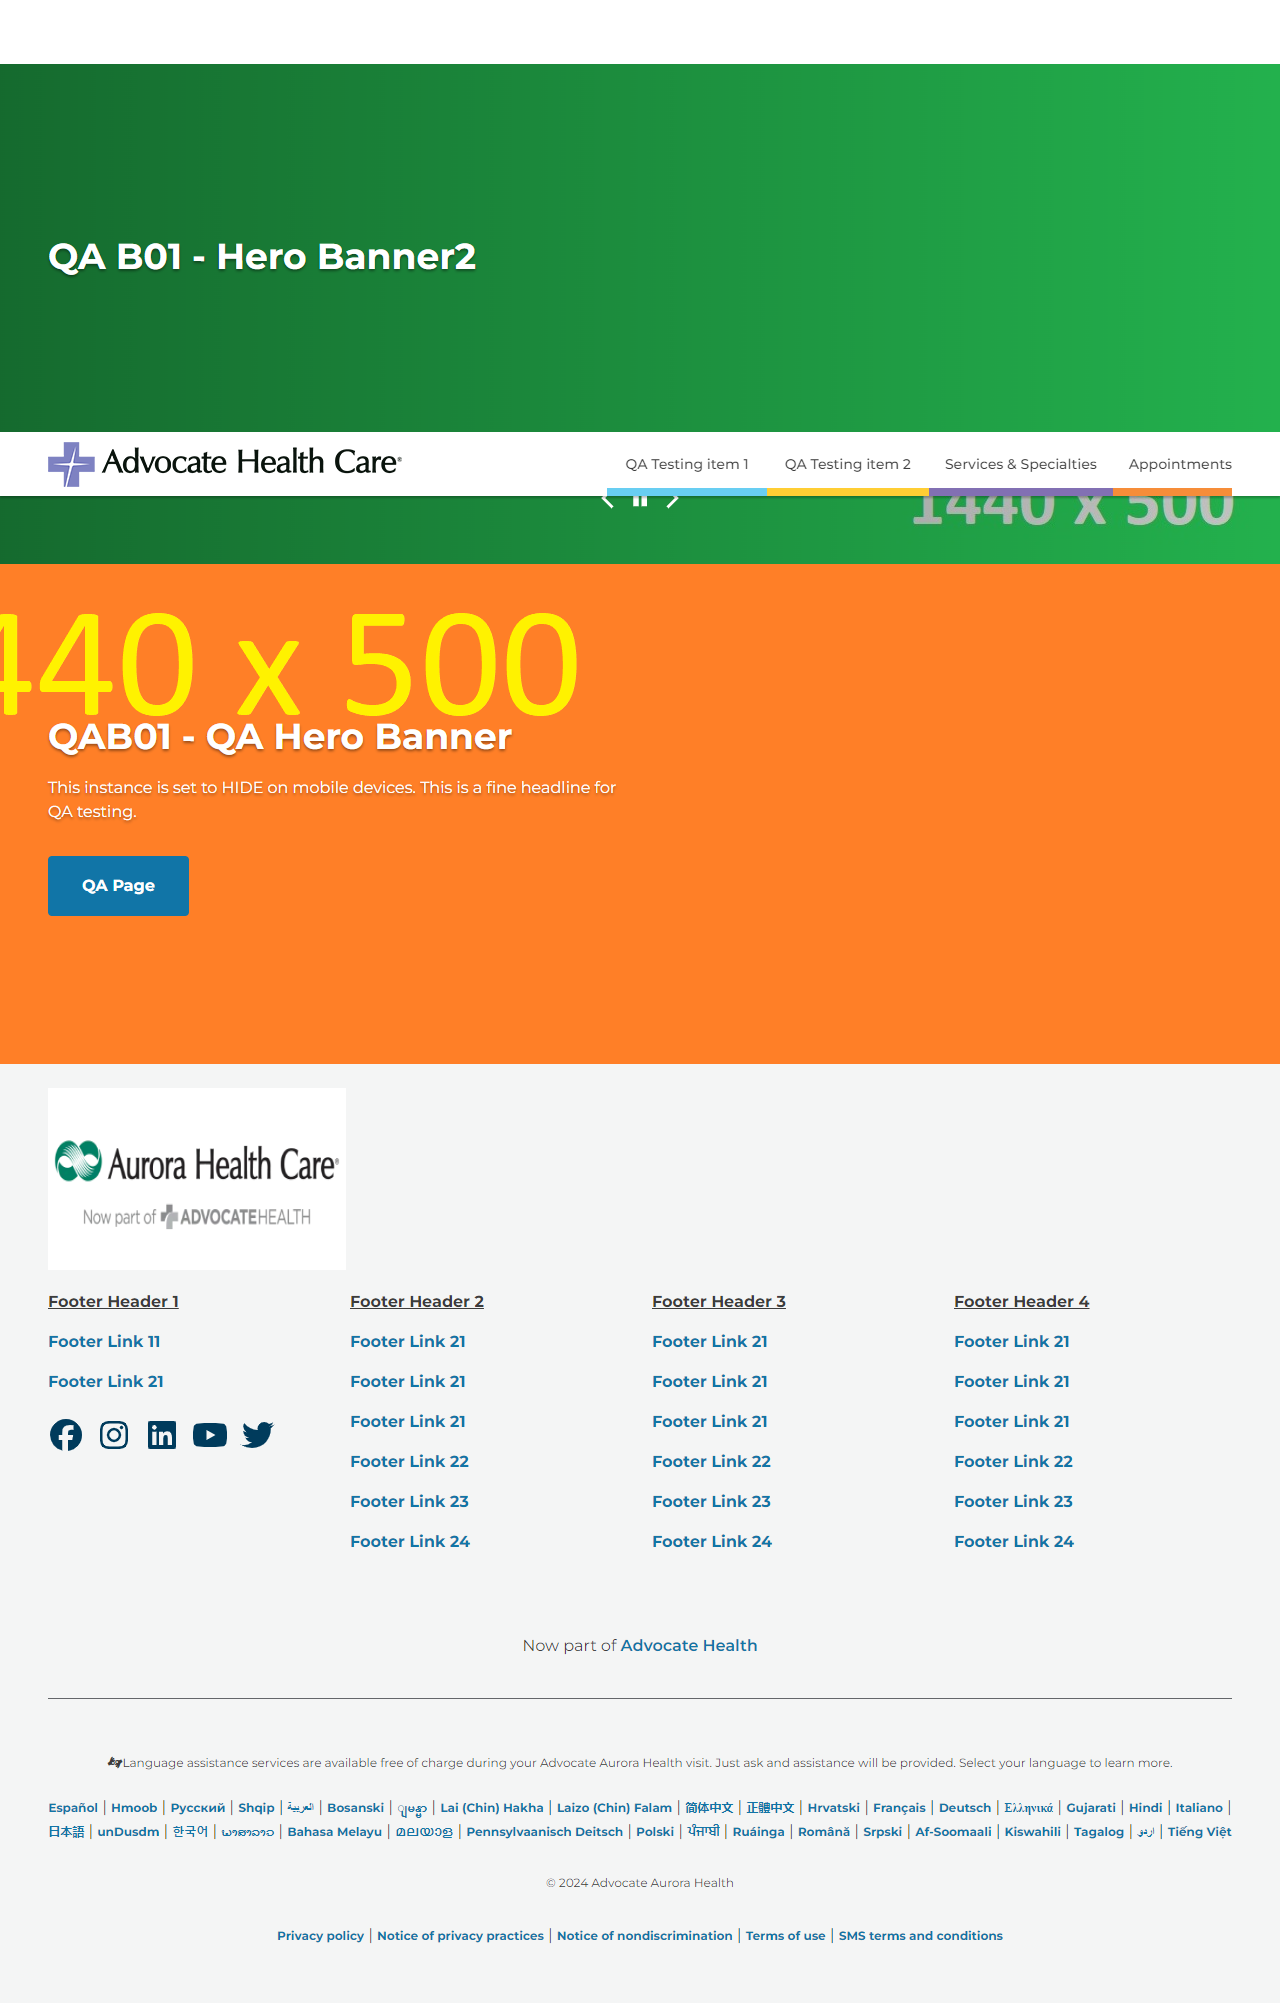 QA B01 - Hero Banner2
Advocate Health Care®
QA Testing item 1
QA Testing item 2
Services & Specialties
Appointments
1440 x 500
440 x 500
QAB01 - QA Hero Banner
This instance is set to HIDE on mobile devices. This is a fine headline for
QA testing.
QA Page
Aurora Health Care®
Now part of ADVOCATEHEALTH
Footer Header 1
Footer Link 11
Footer Link 21
Footer Header 2
Footer Link 21
Footer Link 21
Footer Link 21
Footer Link 22
Footer Link 23
Footer Link 24
Footer Header 3
Footer Link 21
Footer Link 21
Footer Link 21
Footer Link 22
Footer Link 23
Footer Link 24
Footer Header 4
Footer Link 21
Footer Link 21
Footer Link 21
Footer Link 22
Footer Link 23
Footer Link 24
Now part of Advocate Health
Language assistance services are available free of charge during your Advocate Aurora Health visit. Just ask and assistance will be provided. Select your language to learn more.
Español | Hmoob | Русский | Shqip | العربية | Bosanski | | Lai (Chin) Hakha | Laizo (Chin) Falam | 简体中文 | 正體中文 | Hrvatski | Français | Deutsch | Ελληνικά | Gujarati | Hindi | Italiano |
日本語 | unDusdm | 한국어 | ພາສາລາວ | Bahasa Melayu | മലയാളം | Pennsylvaanisch Deitsch | Polski | ਪੰਜਾਬੀ | Ruáinga | Română | Srpski | Af-Soomaali | Kiswahili | Tagalog | اردو | Tiếng Việt
© 2024 Advocate Aurora Health
Privacy policy | Notice of privacy practices | Notice of nondiscrimination | Terms of use | SMS terms and conditions